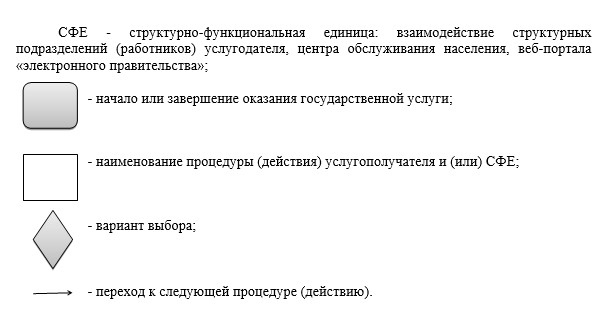 СФЕ - структурно-функциональная единица: взаимодействие структурных
подразделений (работников) услугодателя, центра обслуживания населения, веб-портала
«электронного правительства»;
- начало или завершение оказания государственной услуги;
- наименование процедуры (действия) услугополучателя и (или) СФЕ;
- вариант выбора;
- переход к следующей процедуре (действию).